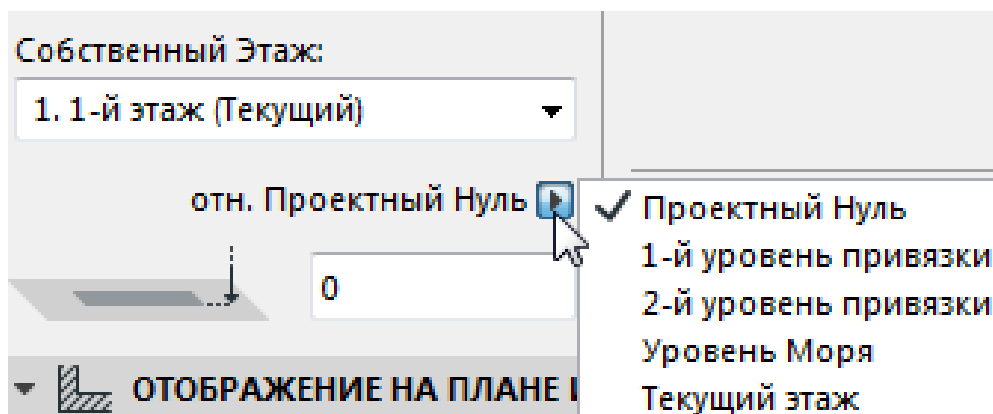 Собственный Этаж:
1. 1-й этаж (Текущий)
отн. Проектный Нуль
Проектный Нуль
1-й уровень привязки
2-й уровень привязки
Уровень Моря
Текущий этаж
0
ОТОБРАЖЕНИЕ НА ПЛАНЕ